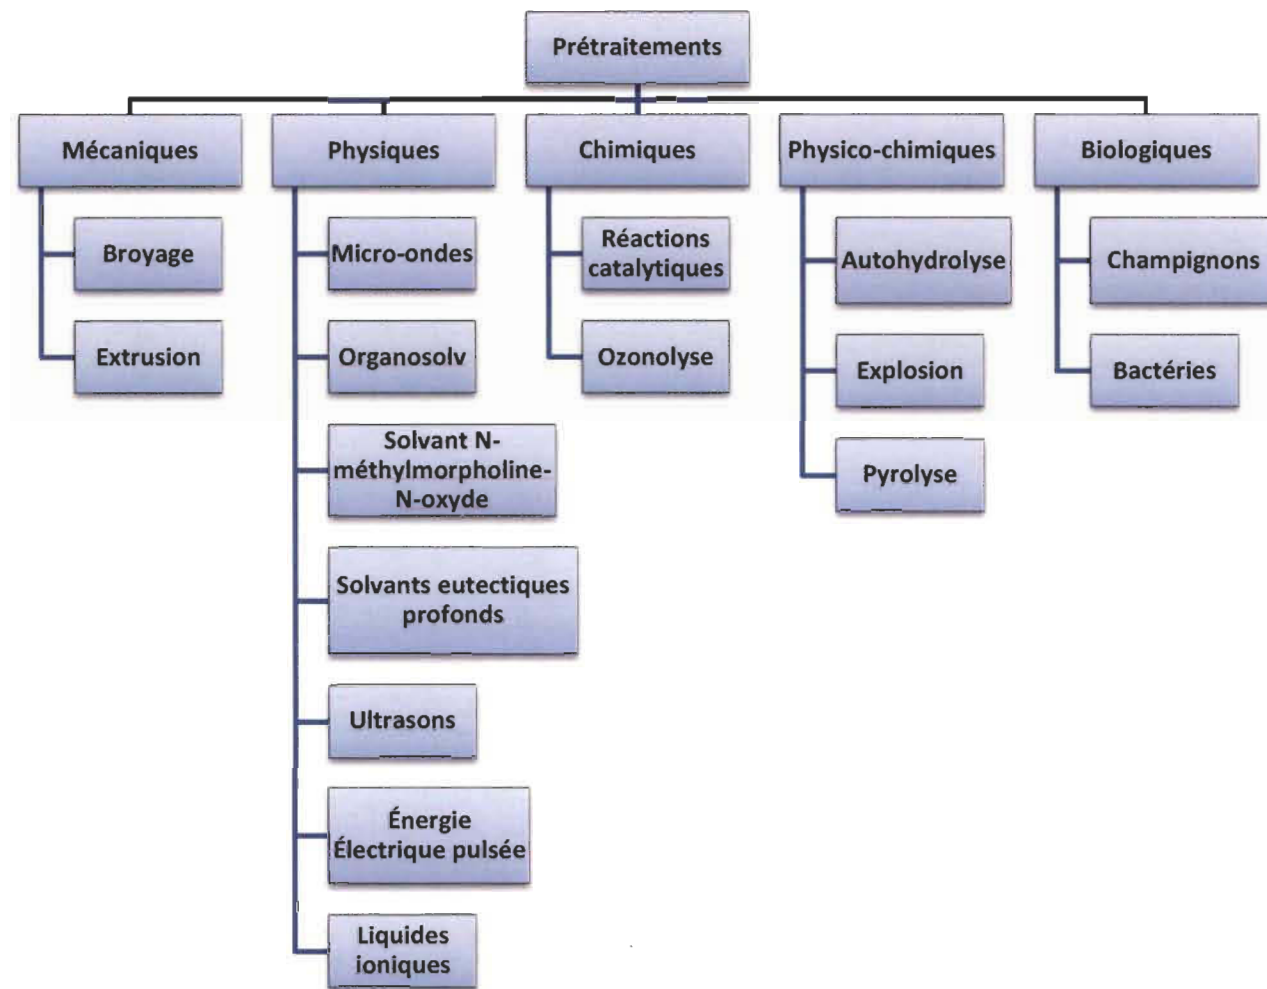 Prétraitements
Mécaniques
Physiques
Chimiques
Physico-chimiques
Biologiques
Broyage
Extrusion
Micro-ondes
Organosolv
Solvant N-
méthylmorpholine-
N-oxyde
Solvants eutectiques
profonds
Ultrasons
Énergie
Électrique pulsée
Liquides
ioniques
Réactions
catalytiques
Ozonolyse
Autohydrolyse
Explosion
Pyrolyse
Champignons
Bactéries